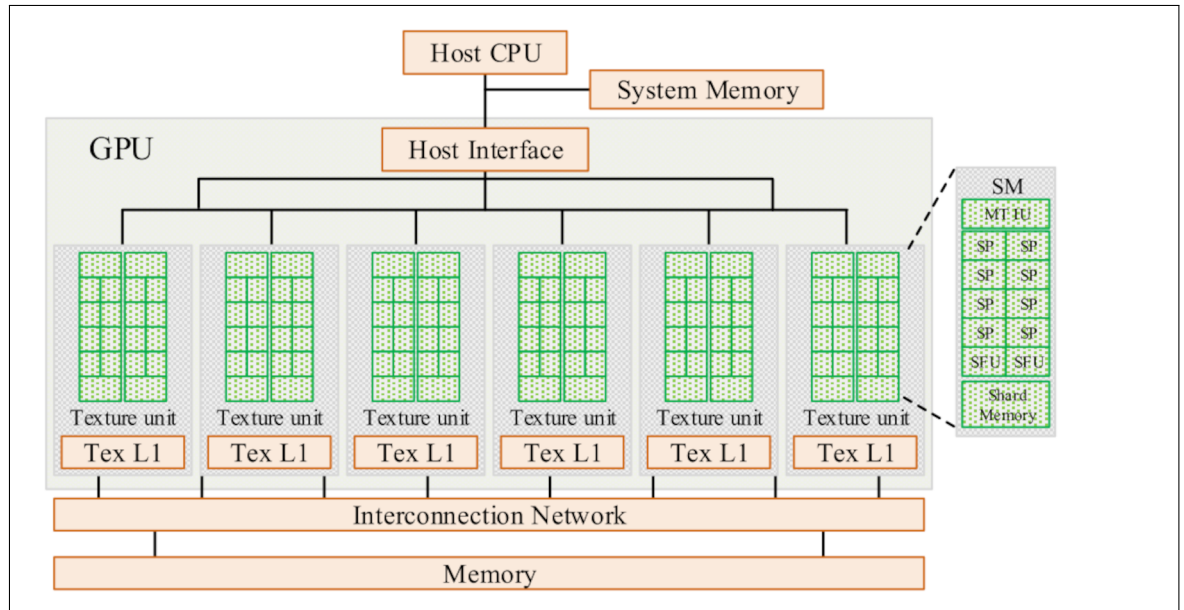 Host CPU
System Memory
GPU
Host Interface
SM
MT IU
SP SP
SP SP
SP SP
SP SP
SFU SFU
Shard
Memory
Texture unit Texture unit Texture unit Texture unit Texture unit Texture unit
Tex L1 Tex L1 Tex L1 Tex L1 Tex L1 Tex L1
Interconnection Network
Memory